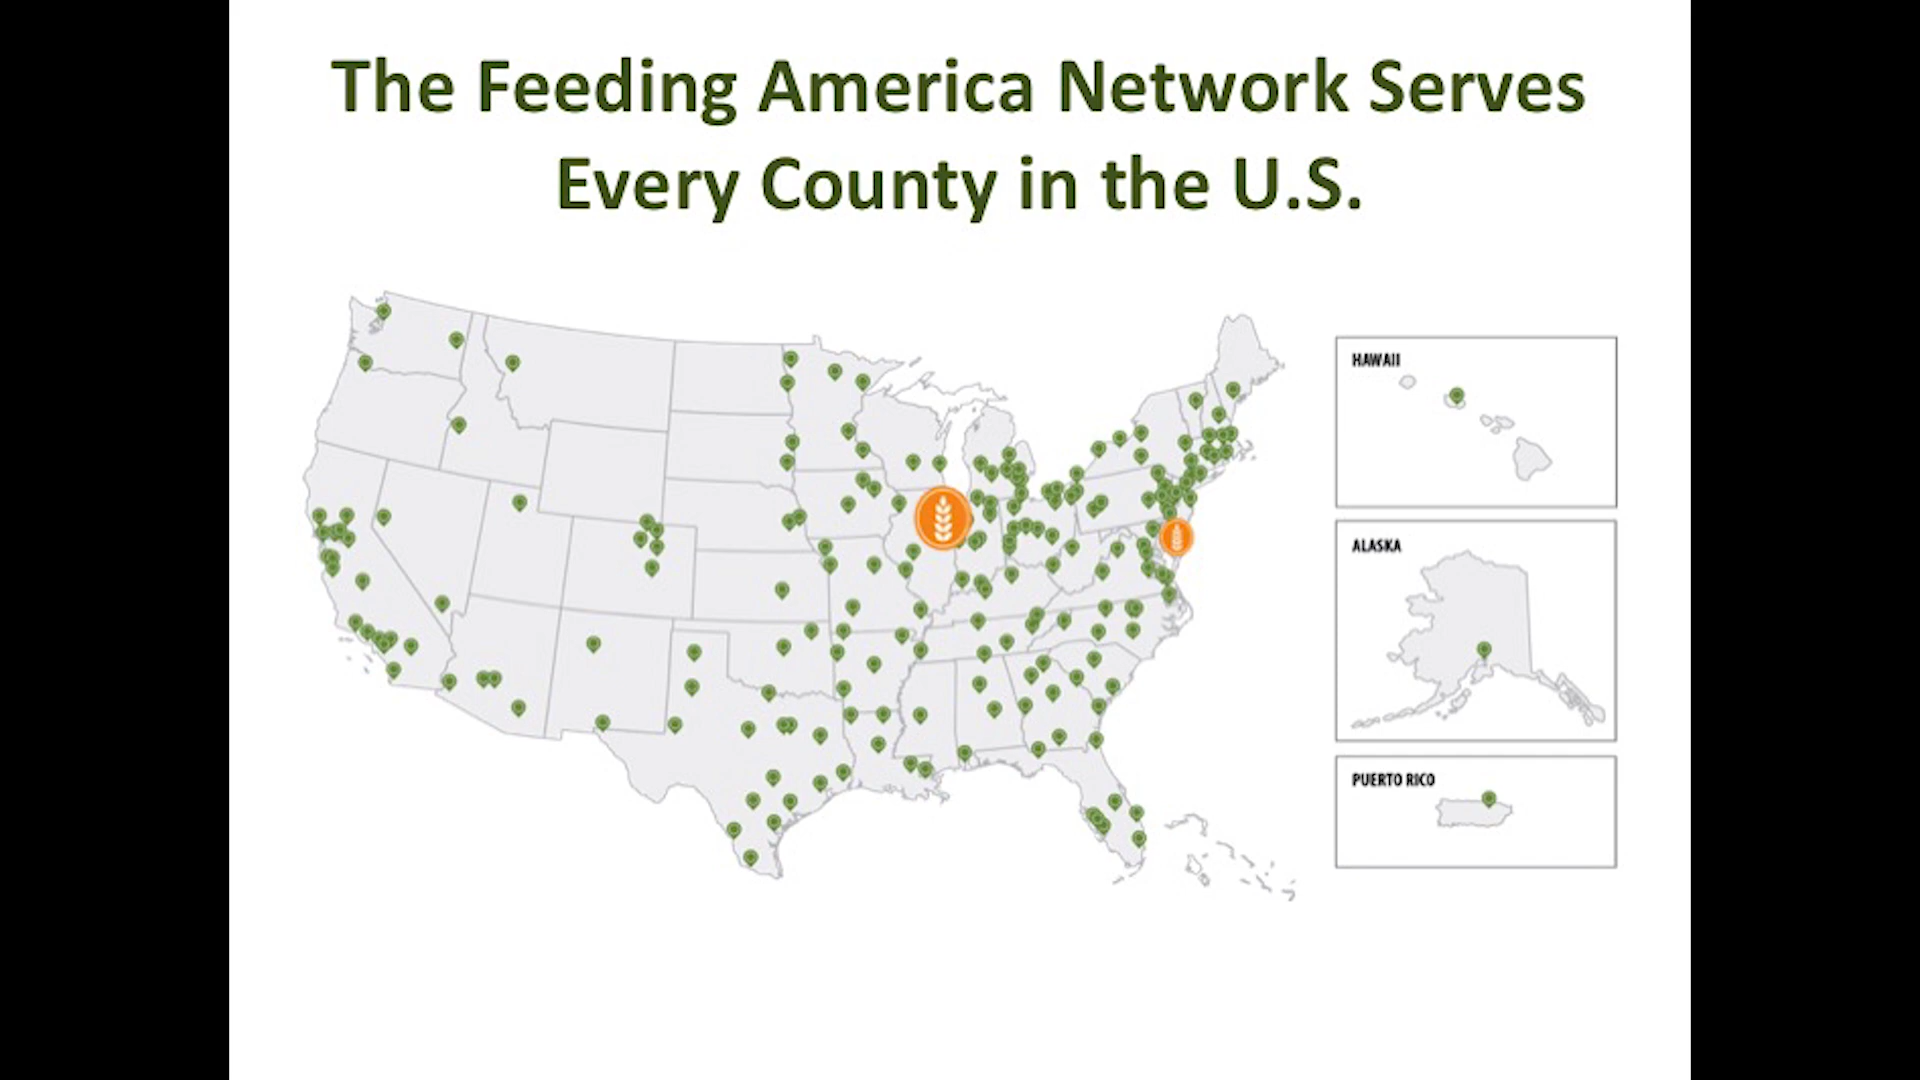 The Feeding America Network Serves
Every County in the U.S.
HAWAII
ALASKA
PUERTO RICO